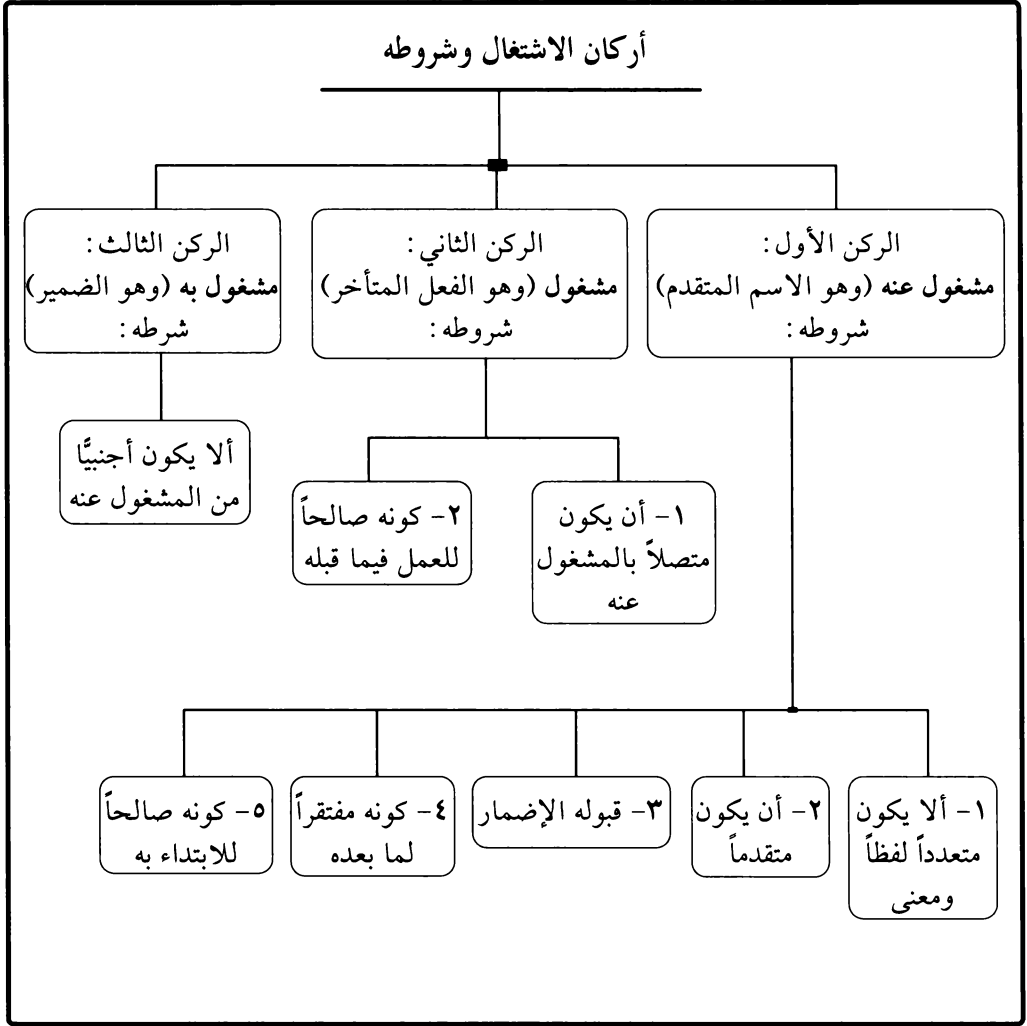 أركان الاشتغال وشروطه
الركن الأول:
مشغول عنه (وهو الاسم المتقدم)
شروطه:
الركن الثاني:
مشغول (وهو الفعل المتأخر)
شروطه:
الركن الثالث:
مشغول به (وهو الضمير)
شرطه:
١- أن يكون
متصلاً بالمشغول
عنه
٢- كونه صالحاً
للعمل فيما قبله
ألا يكون أجنبيًّا
من المشغول عنه
١- ألا يكون
متعدداً لفظاً
ومعنى
٢- أن يكون
متقدماً
٣- قبوله الإضمار
٤- كونه مفتقراً
لما بعده
٥- كونه صالحاً
للابتداء به